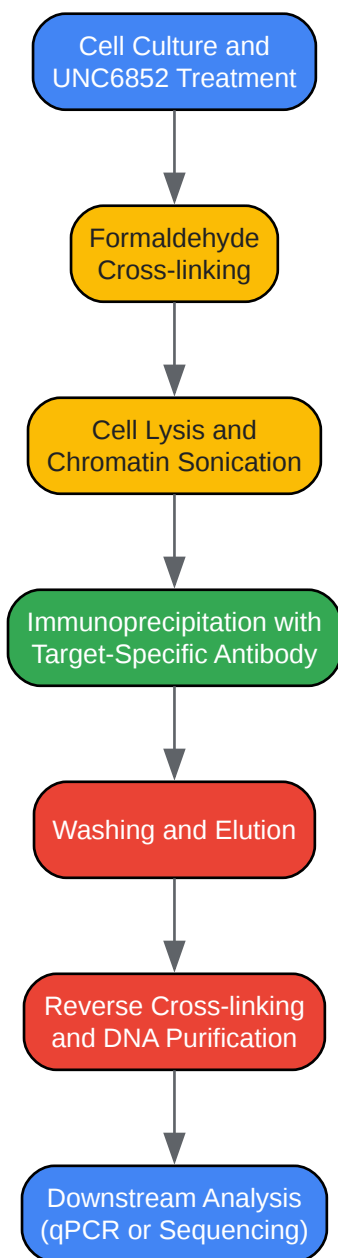 Cell Culture and
UNC6852 Treatment
Formaldehyde
Cross-linking
Cell Lysis and
Chromatin Sonication
Immunoprecipitation with
Target-Specific Antibody
Washing and Elution
Reverse Cross-linking
and DNA Purification
Downstream Analysis
(qPCR or Sequencing)